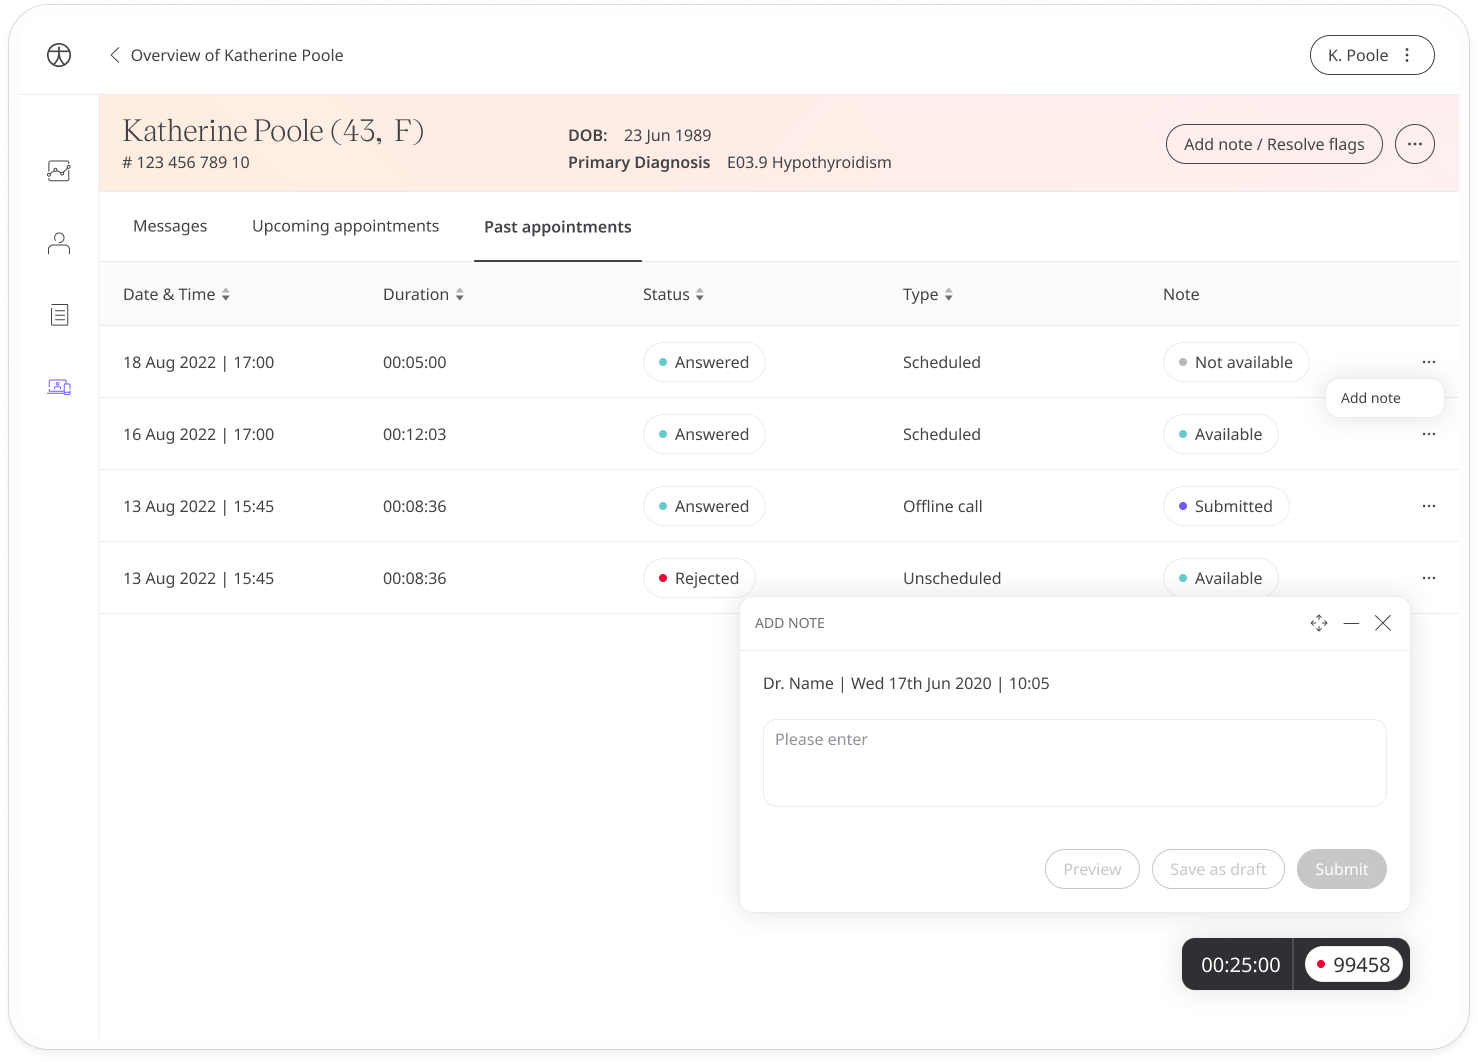 Overview of Katherine Poole
K. Poole
Katherine Poole (43, F)
# 123 456 789 10
DOB: 23 Jun 1989
Primary Diagnosis E03.9 Hypothyroidism
Add note / Resolve flags
Messages Upcoming appointments Past appointments
Date & Time Duration Status Type Note
18 Aug 2022 | 17:00 00:05:00 Answered Scheduled Not available
Add note
16 Aug 2022 | 17:00 00:12:03 Answered Scheduled Available
13 Aug 2022 | 15:45 00:08:36 Answered Offline call Submitted
13 Aug 2022 | 15:45 00:08:36 Rejected Unscheduled Available
ADD NOTE
Dr. Name | Wed 17th Jun 2020 | 10:05
Please enter
Preview Save as draft Submit
00:25:00 99458